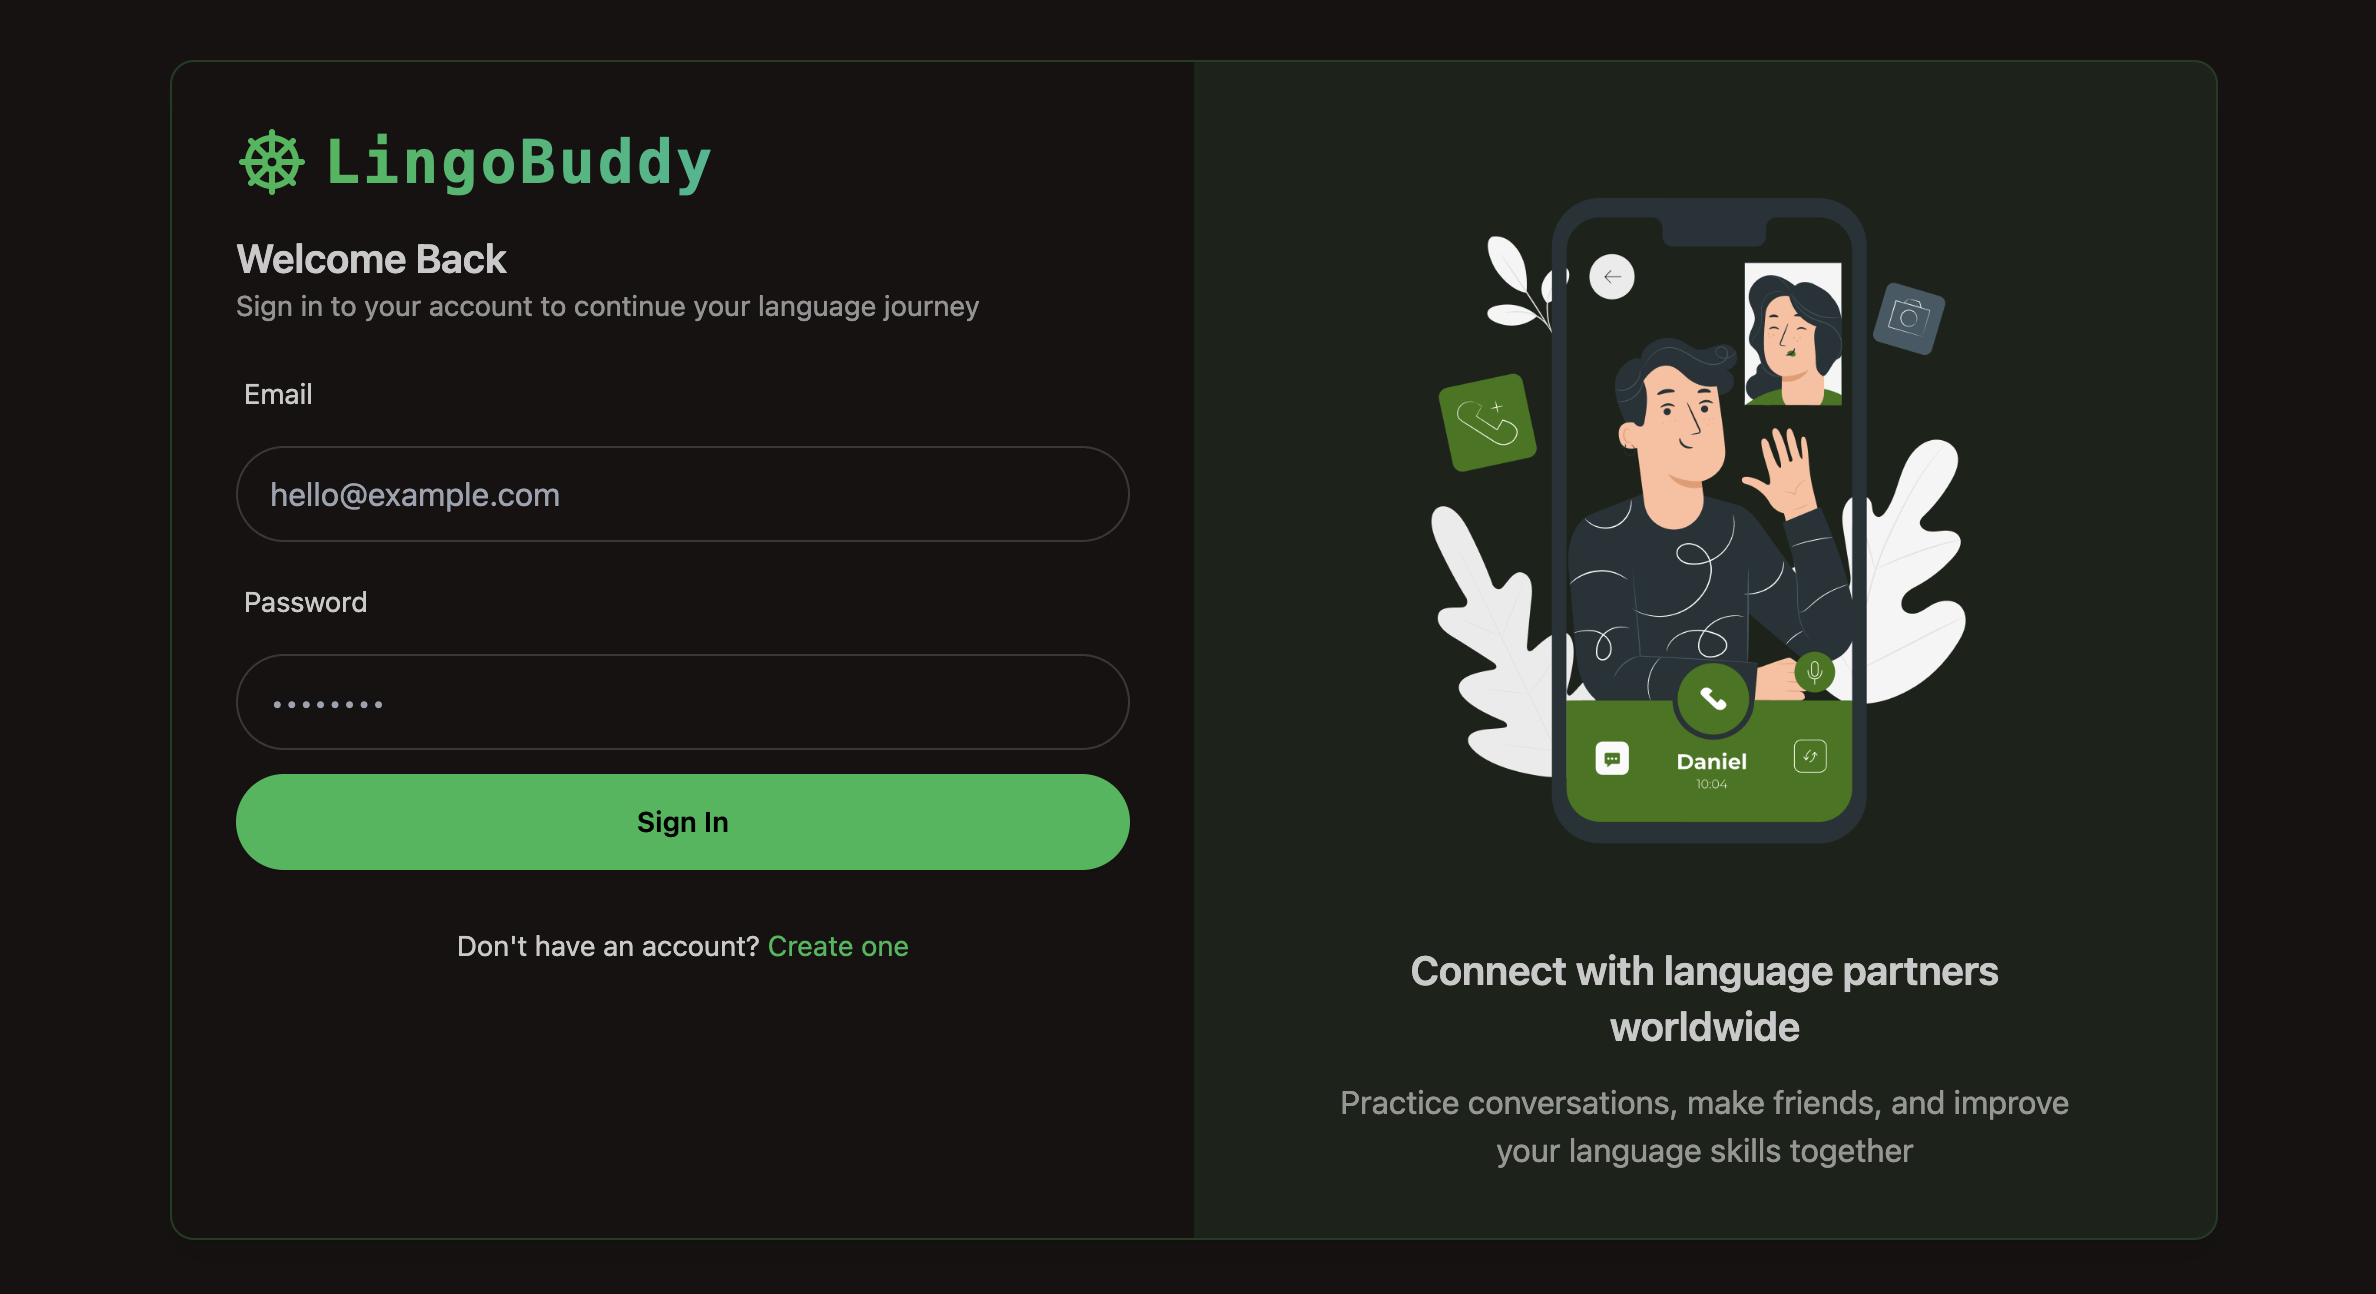 LingoBuddy
Welcome Back
Sign in to your account to continue your language journey
Email
hello@example.com
Password
••••••••
Sign In
Don't have an account? Create one
Daniel
10:04
Connect with language partners
worldwide
Practice conversations, make friends, and improve
your language skills together